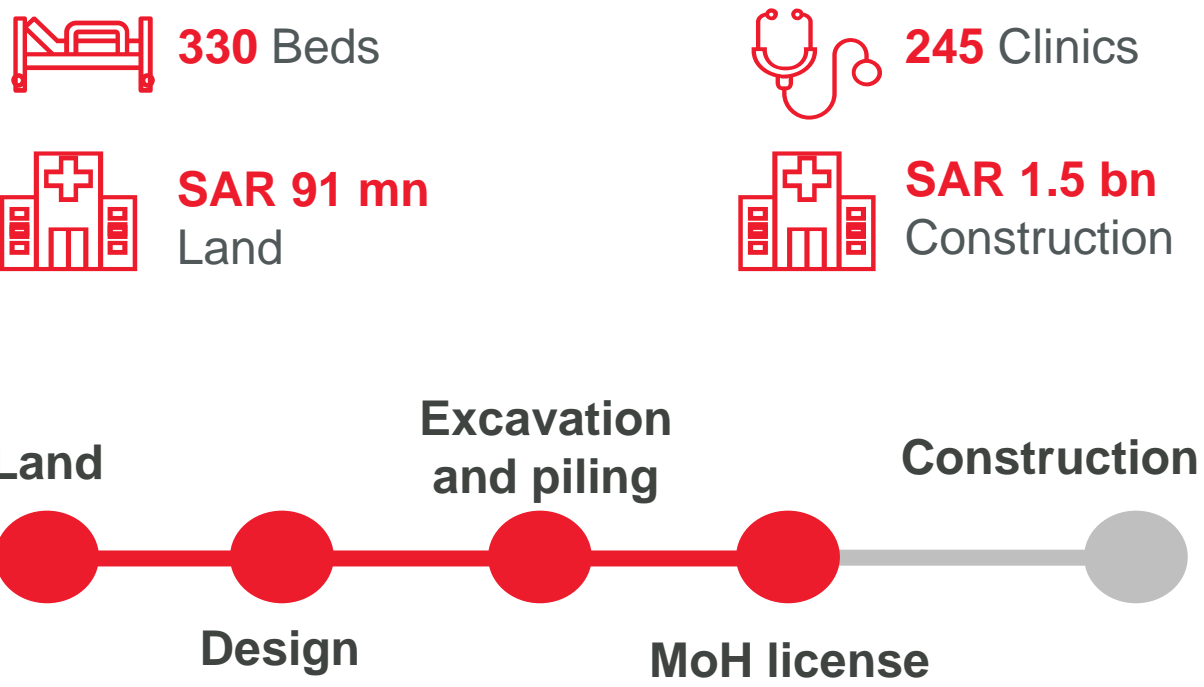 330 Beds
245 Clinics
SAR 91 mn
Land
SAR 1.5 bn
Construction
Land
Excavation
and piling
Construction
Design
MoH license